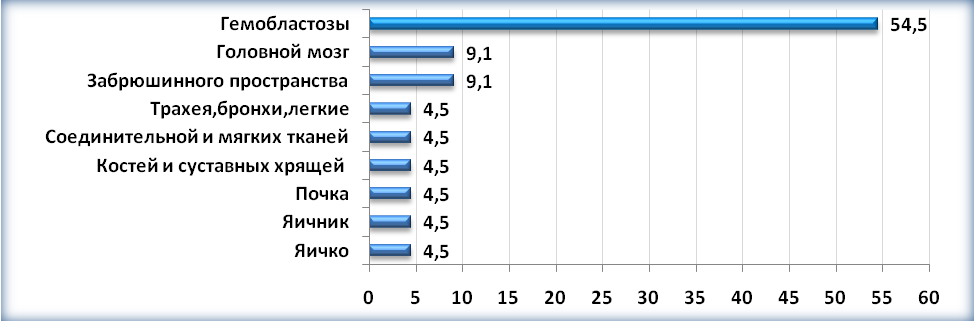 Гемобластозы 54,5
Головной мозг 9,1
Забрюшинного пространства 9,1
Трахея,бронхи,легкие 4,5
Соединительной и мягких тканей 4,5
Костей и суставных хрящей 4,5
Почка 4,5
Яичник 4,5
Яичко 4,5
0 5 10 15 20 25 30 35 40 45 50 55 60